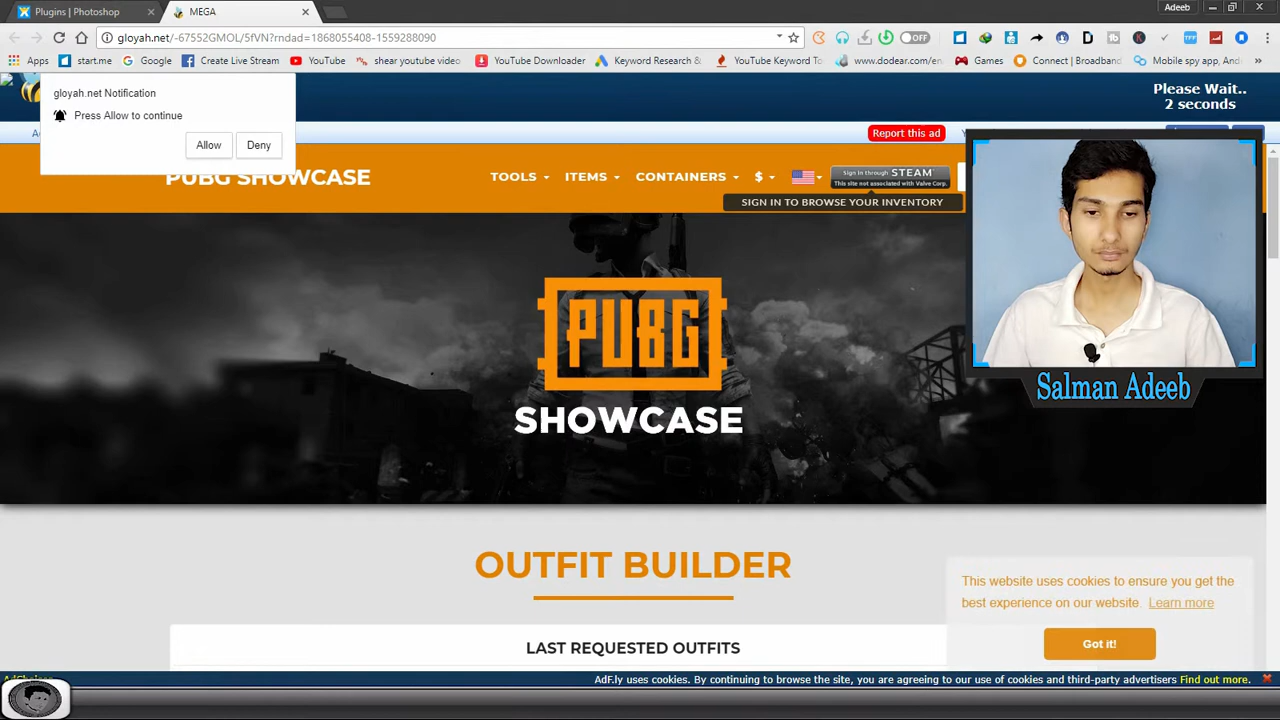 Plugins | Photoshop
MEGA
Adeeb
gloyah.net/-67552GMOL/5fVN?rndad=1868055408-1559288090
OFF
Apps
start.me
Google
Create Live Stream
YouTube
shear youtube video
YouTube Downloader
Keyword Research &
YouTube Keyword To
www.dodear.com/en
Games
Connect | Broadband
Mobile spy app, And
gloyah.net Notification
Press Allow to continue
Allow
Deny
Please Wait..
2 seconds
Report this ad
PUBG SHOWCASE
TOOLS
ITEMS
CONTAINERS
$
Sign in through STEAM
This site not associated with Valve Corp.
SIGN IN TO BROWSE YOUR INVENTORY
Salman Adeeb
PUBG
SHOWCASE
OUTFIT BUILDER
LAST REQUESTED OUTFITS
This website uses cookies to ensure you get the
best experience on our website. Learn more
Got it!
AdF.ly uses cookies. By continuing to browse the site, you are agreeing to our use of cookies and third-party advertisers Find out more.